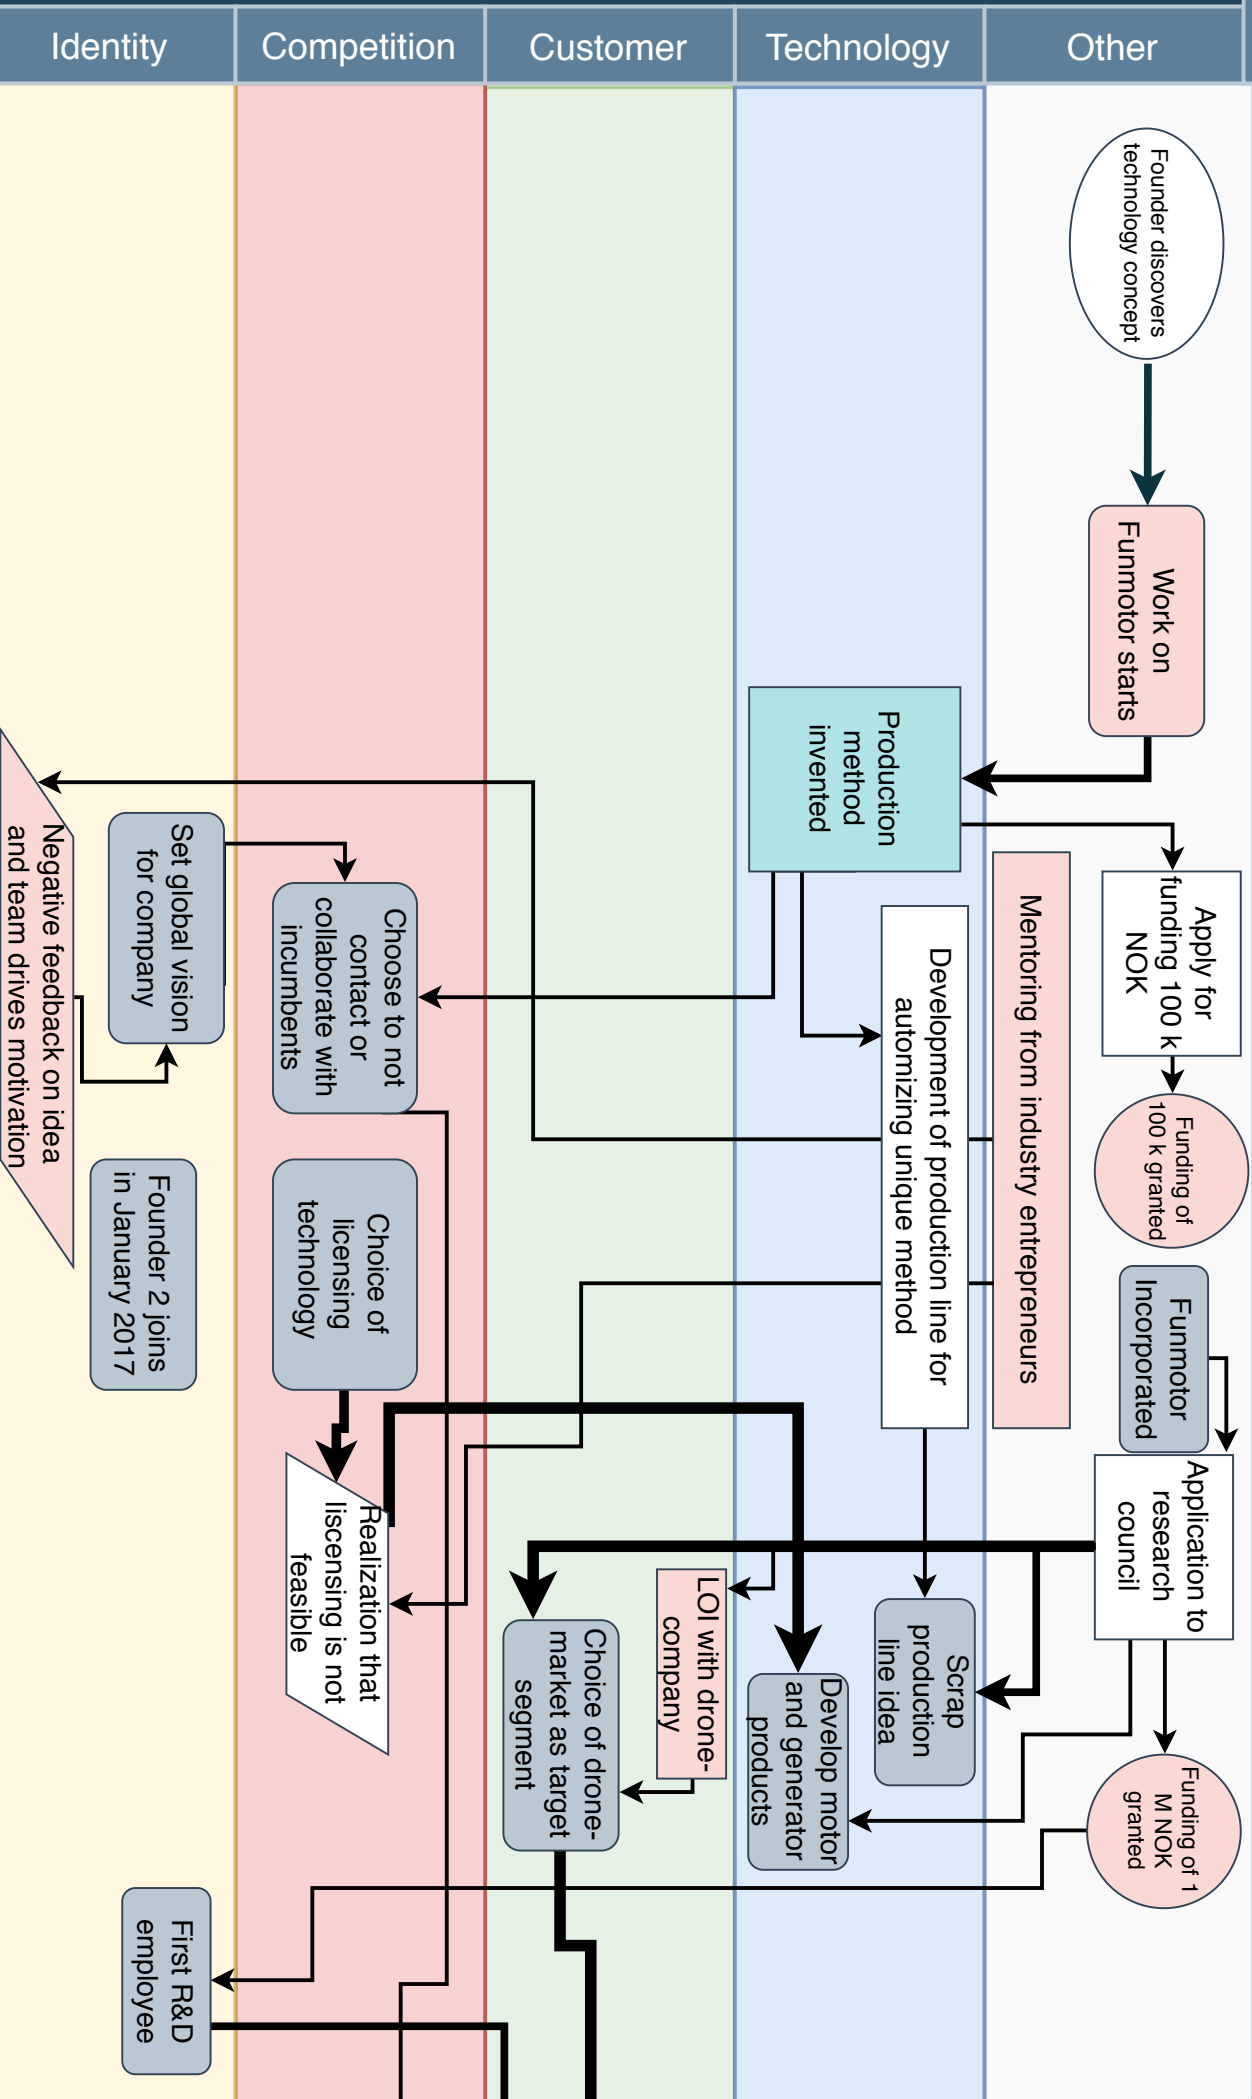 Identity
Competition
Customer
Technology
Other
Founder discovers
technology concept
Work on
Funmotor starts
Production
method
invented
Apply for
funding 100 k
NOK
Funding of
100 k granted
Mentoring from industry entrepreneurs
Development of production line for
automizing unique method
Set global vision
for company
Negative feedback on idea
and team drives motivation
Choose to not
contact or
collaborate with
incumbents
Founder 2 joins
in January 2017
Choice of
licensing
technology
Funmotor
Incorporated
Application to
research
council
Realization that
liscensing is not
feasible
LOI with drone-
company
Choice of drone-
market as target
segment
Scrap
production
line idea
Develop motor
and generator
products
Funding of 1
M NOK
granted
First R&D
employee